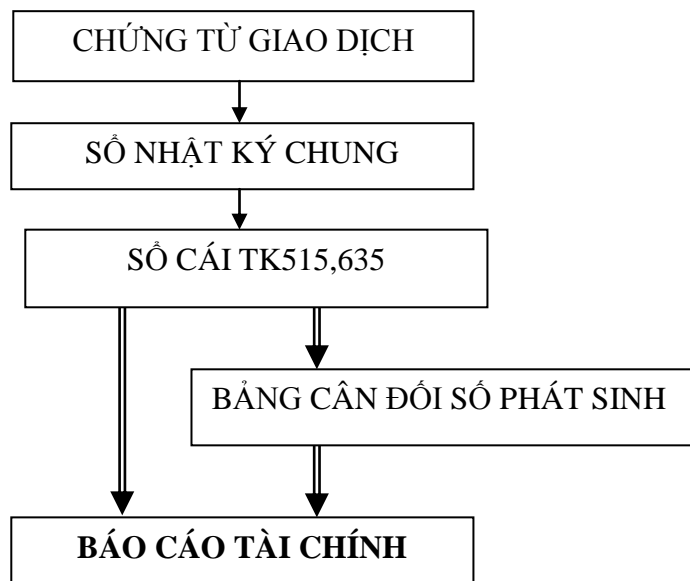 CHỨNG TỪ GIAO DỊCH
SỔ NHẬT KÝ CHUNG
SỔ CÁI TK515,635
BẢNG CÂN ĐỐI SỐ PHÁT SINH
BÁO CÁO TÀI CHÍNH